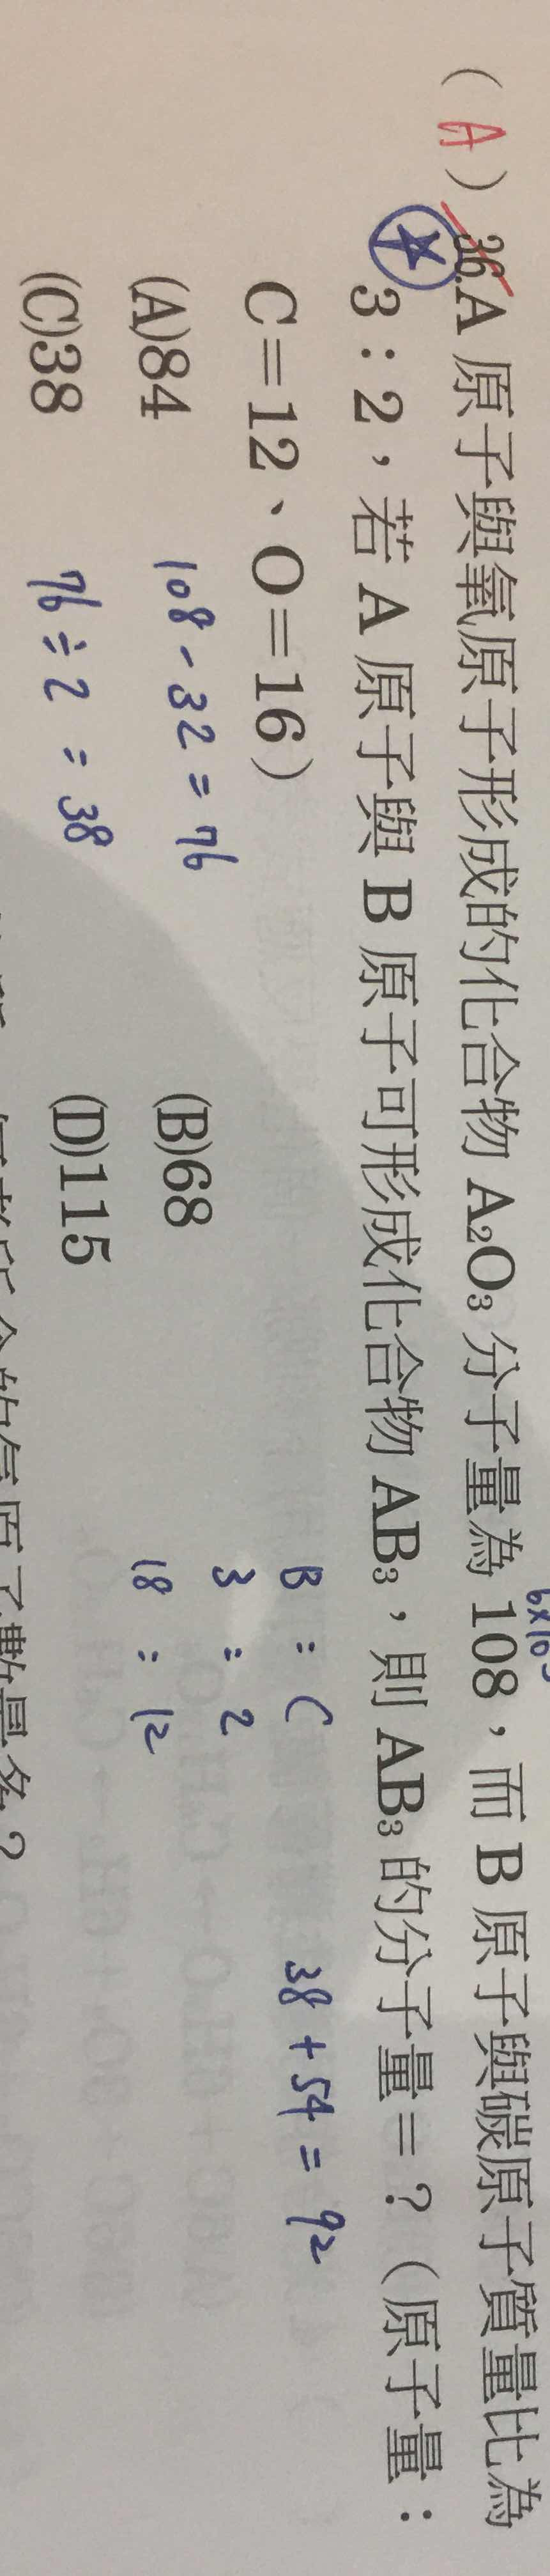 (A)36.A 原子與氧原子形成的化合物 A₂O₃ 分子量為 108，而 B 原子與碳原子質量比為
3：2，若 A 原子與 B 原子可形成化合物 AB₃，則 AB₃ 的分子量＝？（原子量：
C＝12、O＝16）
(A)84 (B)68
(C)38 (D)115
108 - 32 = 76
76 ÷ 2 = 38
B : C
3 : 2
18 : 12
38 + 54 = 92